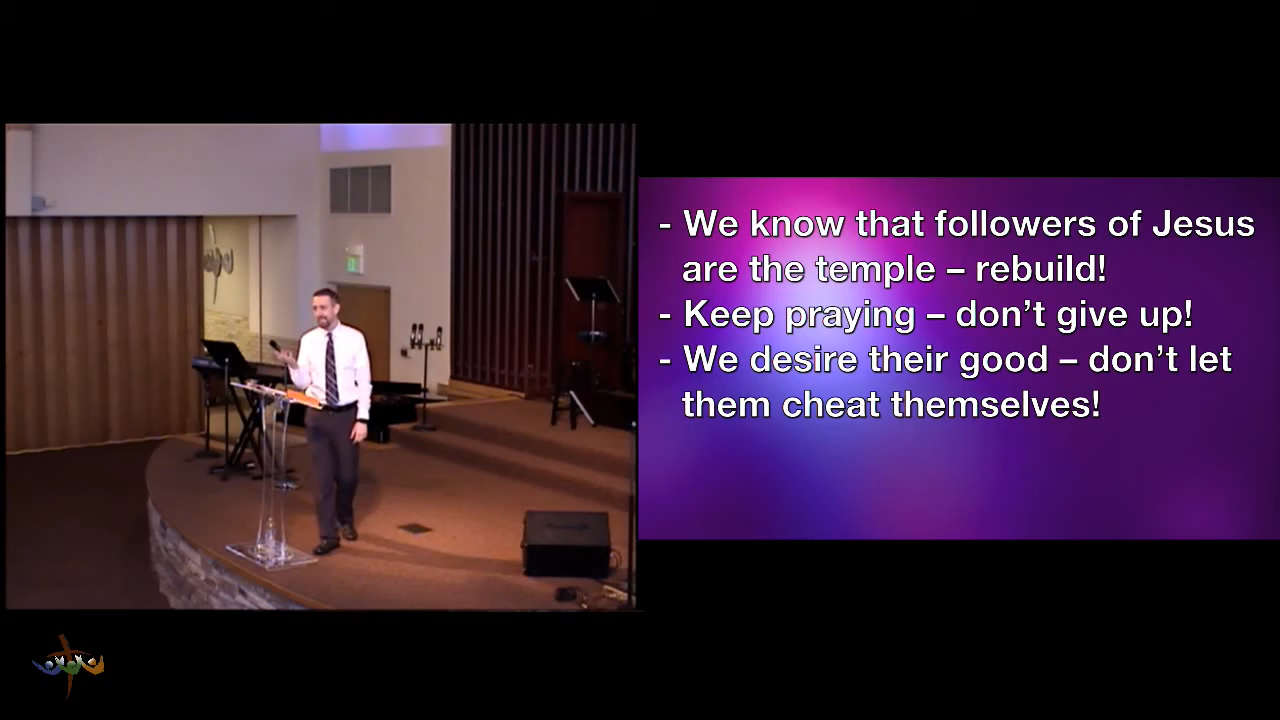 - We know that followers of Jesus
are the temple – rebuild!
- Keep praying – don’t give up!
- We desire their good – don’t let
them cheat themselves!